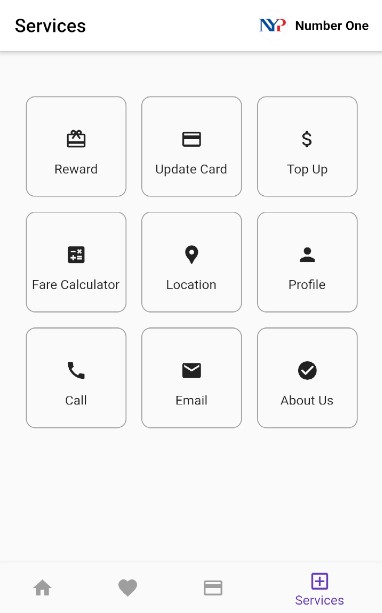 Services
NYP Number One
Reward
Update Card
Top Up
Fare Calculator
Location
Profile
Call
Email
About Us
Services